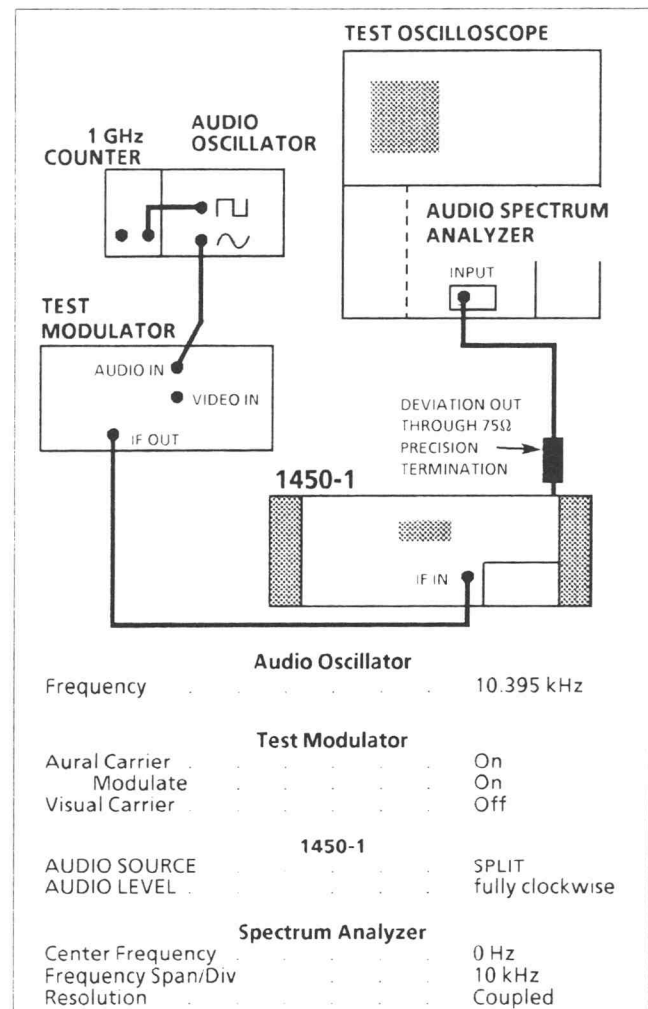 TEST OSCILLOSCOPE
1 GHz
COUNTER
AUDIO
OSCILLATOR
AUDIO SPECTRUM
ANALYZER
INPUT
TEST
MODULATOR
AUDIO IN
VIDEO IN
IF OUT
DEVIATION OUT
THROUGH 75Ω
PRECISION
TERMINATION
1450-1
IF IN
Audio Oscillator
Frequency . . . . . . 10.395 kHz
Test Modulator
Aural Carrier . . . . . . On
Modulate . . . . . On
Visual Carrier . . . . . . Off
1450-1
AUDIO SOURCE . . . . SPLIT
AUDIO LEVEL . . . . . . fully clockwise
Spectrum Analyzer
Center Frequency . . . . . 0 Hz
Frequency Span/Div . . . 10 kHz
Resolution . . . . . . Coupled